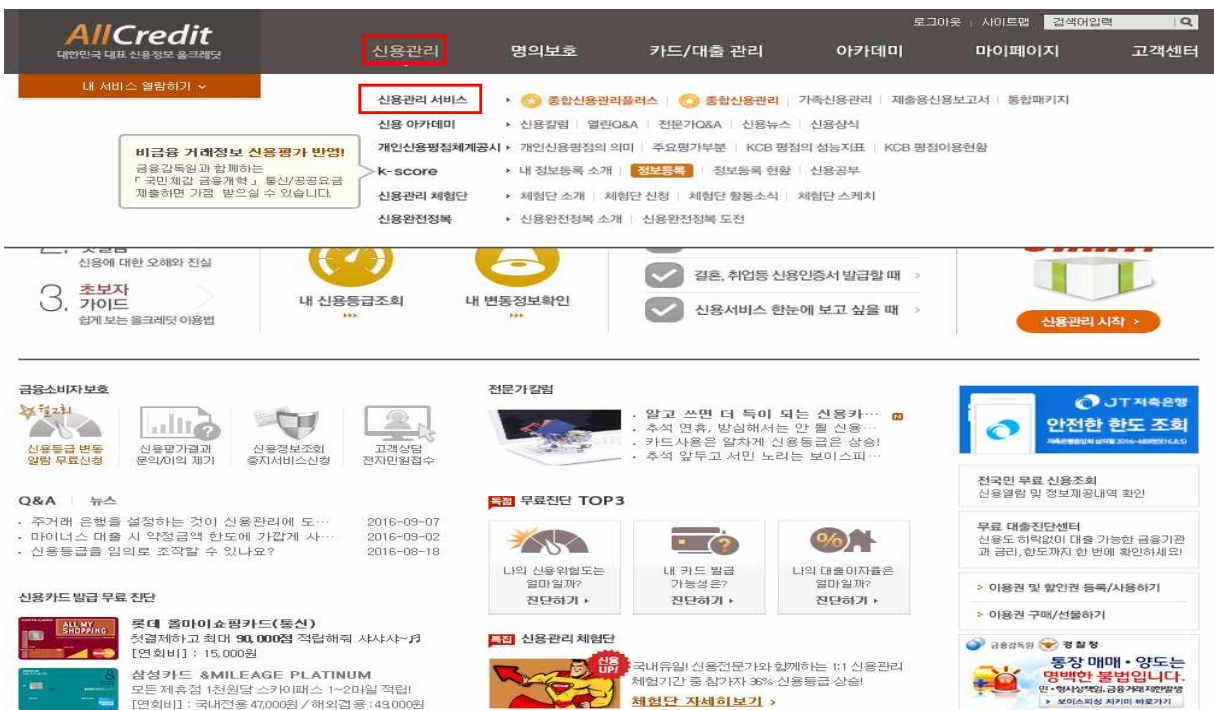 로그아웃 | 사이트맵 검색어입력
AllCredit
대한민국 대표 신용정보 올크레딧
신용관리 명의보호 카드/대출 관리 아카데미 마이페이지 고객센터
내 서비스 열람하기
신용관리 서비스 종합신용관리플러스 | 종합신용관리 | 가족신용관리 | 제출용신용보고서 | 통합패키지
신용 아카데미 신용칼럼 | 열린Q&A | 전문가Q&A | 신용뉴스 | 신용상식
개인신용평점체계공시 개인신용평점의 의미 | 주요평가부분 | KCB 평점의 성능지표 | KCB 평점이용현황
k-score 내 정보등록 소개 | 정보등록 | 정보등록 현황 | 신용공부
신용관리 체험단 체험단 소개 | 체험단 신청 | 체험단 활동소식 | 체험단 스케치
신용완전정복 신용완전정복 소개 | 신용완전정복 도전
비금융 거래정보 신용평가 반영!
금융감독원과 함께하는
「국민체감 금융개혁」 통신/공공요금
제출하면 가점 받으실 수 있습니다.
신용에 대한 오해와 진실
3. 초보자
가이드
쉽게 보는 올크레딧 이용법
내 신용등급조회
내 변동정보확인
결혼, 취업등 신용인증서 발급할 때
신용서비스 한눈에 보고 싶을 때
신용관리 시작
금융소비자보호
신용등급 변동
알람 무료신청
신용평가결과
문의/이의 제기
신용정보조회
중지서비스신청
고객상담
전자민원접수
전문가칼럼
알고 쓰면 더 득이 되는 신용카…
추석 연휴, 방심해서는 안 될 신용…
카드사용은 알차게 신용등급은 상승!
추석 앞두고 서민 노리는 보이스피…
JT저축은행
안전한 한도 조회
전국민 무료 신용조회
신용열람 및 정보제공내역 확인
무료 대출진단센터
신용도 하락없이 대출 가능한 금융기관
과 금리,한도까지 한 번에 확인하세요!
이용권 및 할인권 등록/사용하기
이용권 구매/선물하기
Q&A | 뉴스
주거래 은행을 설정하는 것이 신용관리에 도… 2016-09-07
마이너스 대출 시 약정금액 한도에 가깝게 사… 2016-09-02
신용등급을 임의로 조작할 수 있나요? 2016-08-18
독점 무료진단 TOP3
나의 신용위험도는
얼마일까?
진단하기
내 카드 발급
가능성은?
진단하기
나의 대출이자율은
얼마일까?
진단하기
신용카드 발급 무료 진단
ALL MY
SHOPPING
롯데 올마이쇼핑카드(통신)
첫결제하고 최대 90,000점 적립해줘 샤샤샤~♬
[연회비] : 15,000원
삼성카드 &MILEAGE PLATINUM
모든 제휴점 1천원당 스카이패스 1~2마일 적립!
[연회비] : 국내전용 47,000원 / 해외겸용 : 49,000원
독점 신용관리 체험단
신용
UP!
국내유일! 신용전문가와 함께하는 1:1 신용관리
체험기간 중 참가자 36% 신용등급 상승!
체험단 자세히보기 >
금융감독원 경찰청
통장 매매 · 양도는
명백한 불법입니다.
민·형사상책임, 금융거래 제한발생
보이스피싱 지키미 바로가기